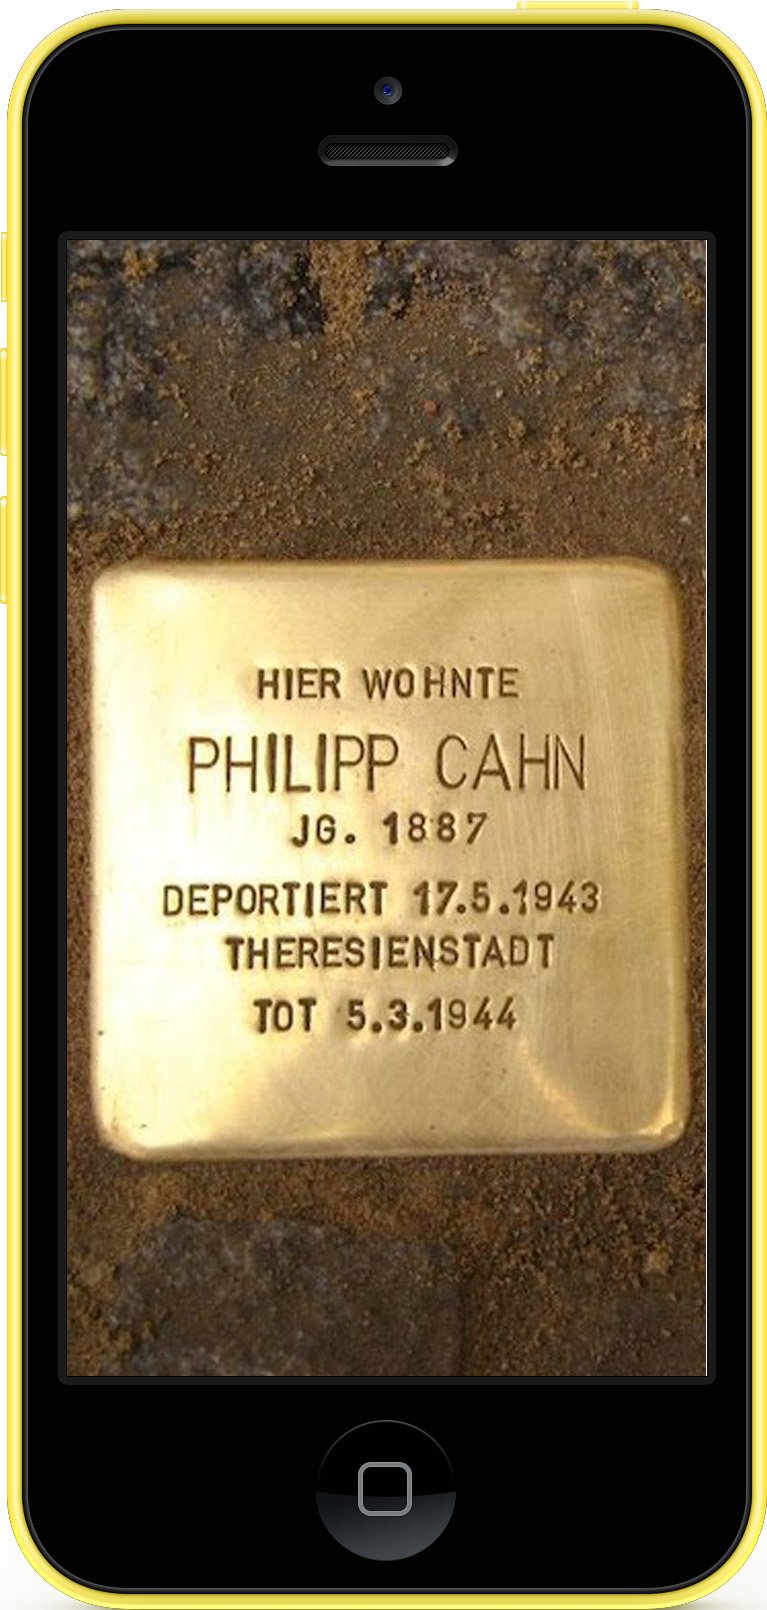 HIER WOHNTE
PHILIPP CAHN
JG. 1887
DEPORTIERT 17.5.1943
THERESIENSTADT
TOT 5.3.1944